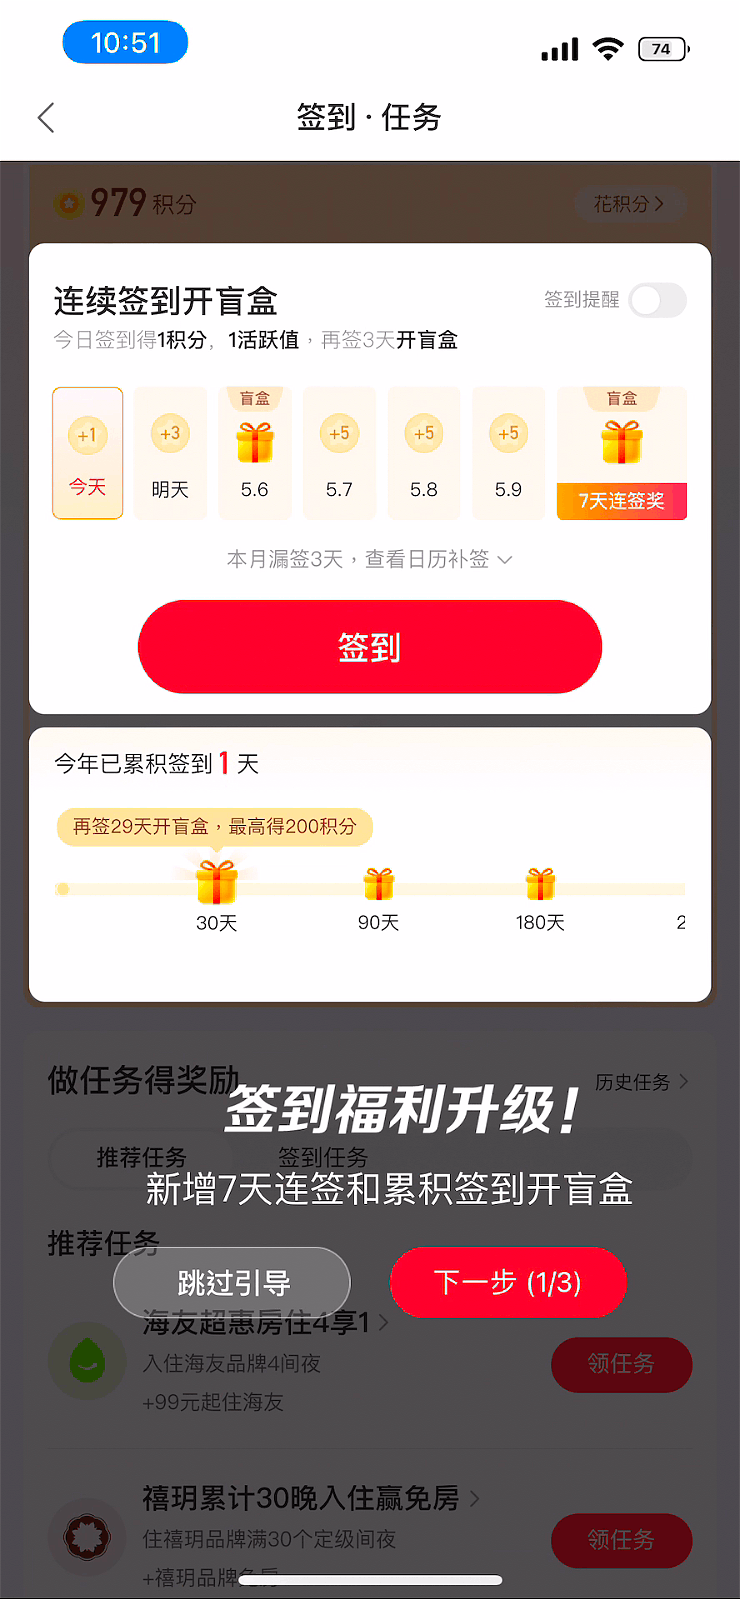 10:51
74
签到·任务
979 积分
花积分
连续签到开盲盒
签到提醒
今日签到得1积分，1活跃值，再签3天开盲盒
+1 今天
+3 明天
盲盒 5.6
+5 5.7
+5 5.8
+5 5.9
盲盒 7天连签奖
本月漏签3天，查看日历补签
签到
今年已累积签到 1 天
再签29天开盲盒，最高得200积分
30天 90天 180天 2
做任务得奖励
历史任务
签到福利升级！
推荐任务 签到任务
新增7天连签和累积签到开盲盒
推荐任务
跳过引导 下一步 (1/3)
海友超惠房住4享1
入住海友品牌4间夜
+99元起住海友
领任务
禧玥累计30晚入住赢免房
住禧玥品牌满30个定级间夜
+禧玥品牌免房
领任务